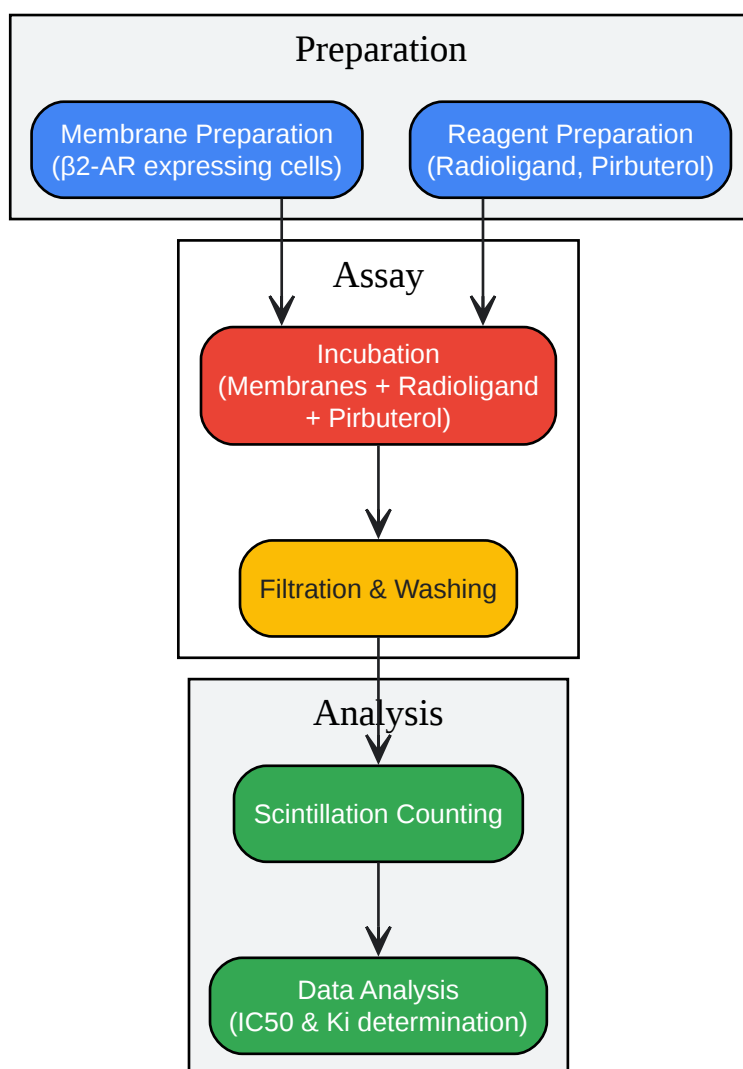 Preparation
Membrane Preparation
(β2-AR expressing cells)
Reagent Preparation
(Radioligand, Pirbuterol)
Assay
Incubation
(Membranes + Radioligand
+ Pirbuterol)
Filtration & Washing
Analysis
Scintillation Counting
Data Analysis
(IC50 & Ki determination)